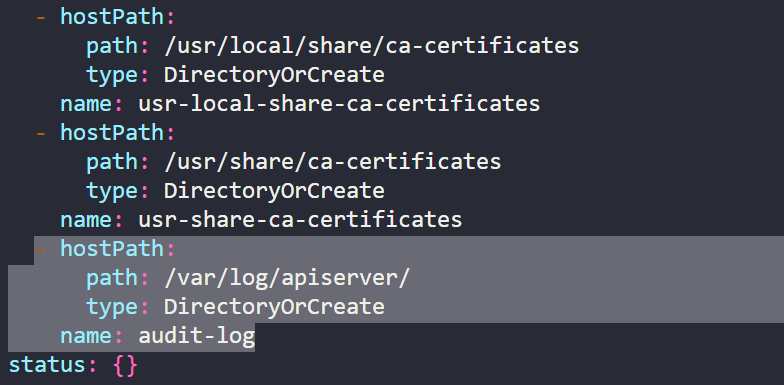 - hostPath:
path: /usr/local/share/ca-certificates
type: DirectoryOrCreate
name: usr-local-share-ca-certificates
- hostPath:
path: /usr/share/ca-certificates
type: DirectoryOrCreate
name: usr-share-ca-certificates
- hostPath:
path: /var/log/apiserver/
type: DirectoryOrCreate
name: audit-log
status: {}